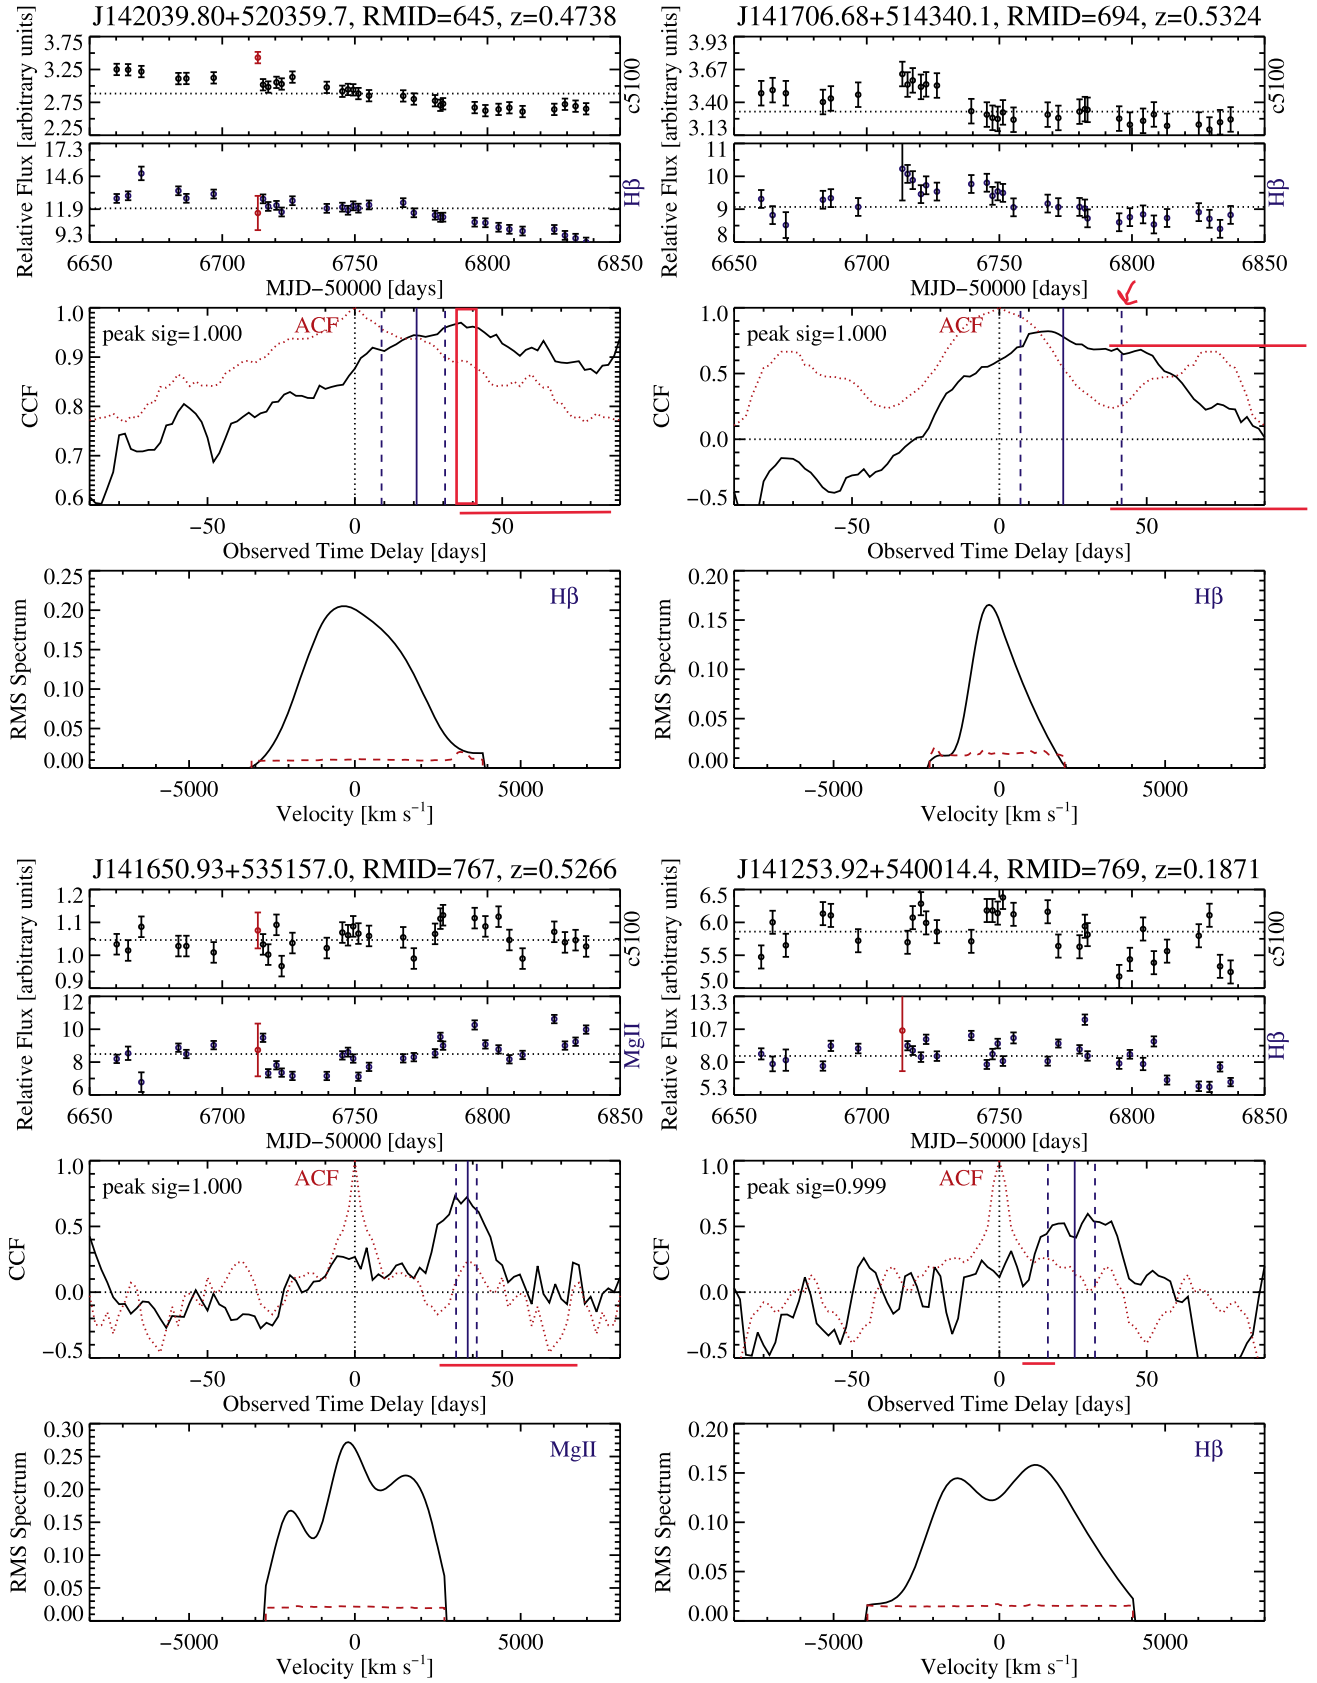 J142039.80+520359.7, RMID=645, z=0.4738
Relative Flux [arbitrary units]
3.75
3.25
2.75
2.25
c5100
17.3
14.6
11.9
9.3
Hβ
6650 6700 6750 6800 6850
MJD−50000 [days]
peak sig=1.000
ACF
CCF
1.0
0.9
0.8
0.7
0.6
−50 0 50
Observed Time Delay [days]
Hβ
RMS Spectrum
0.25
0.20
0.15
0.10
0.05
0.00
−5000 0 5000
Velocity [km s⁻¹]
J141706.68+514340.1, RMID=694, z=0.5324
Relative Flux [arbitrary units]
3.93
3.67
3.40
3.13
c5100
11
10
9
8
Hβ
6650 6700 6750 6800 6850
MJD−50000 [days]
peak sig=1.000
ACF
CCF
1.0
0.5
0.0
−0.5
−50 0 50
Observed Time Delay [days]
Hβ
RMS Spectrum
0.20
0.15
0.10
0.05
0.00
−5000 0 5000
Velocity [km s⁻¹]
J141650.93+535157.0, RMID=767, z=0.5266
Relative Flux [arbitrary units]
1.2
1.1
1.0
0.9
c5100
12
10
8
6
MgII
6650 6700 6750 6800 6850
MJD−50000 [days]
peak sig=1.000
ACF
CCF
1.0
0.5
0.0
−0.5
−50 0 50
Observed Time Delay [days]
MgII
RMS Spectrum
0.30
0.25
0.20
0.15
0.10
0.05
0.00
−5000 0 5000
Velocity [km s⁻¹]
J141253.92+540014.4, RMID=769, z=0.1871
Relative Flux [arbitrary units]
6.5
6.0
5.5
5.0
c5100
13.3
10.7
8.0
5.3
Hβ
6650 6700 6750 6800 6850
MJD−50000 [days]
peak sig=0.999
ACF
CCF
1.0
0.5
0.0
−0.5
−50 0 50
Observed Time Delay [days]
Hβ
RMS Spectrum
0.20
0.15
0.10
0.05
0.00
−5000 0 5000
Velocity [km s⁻¹]